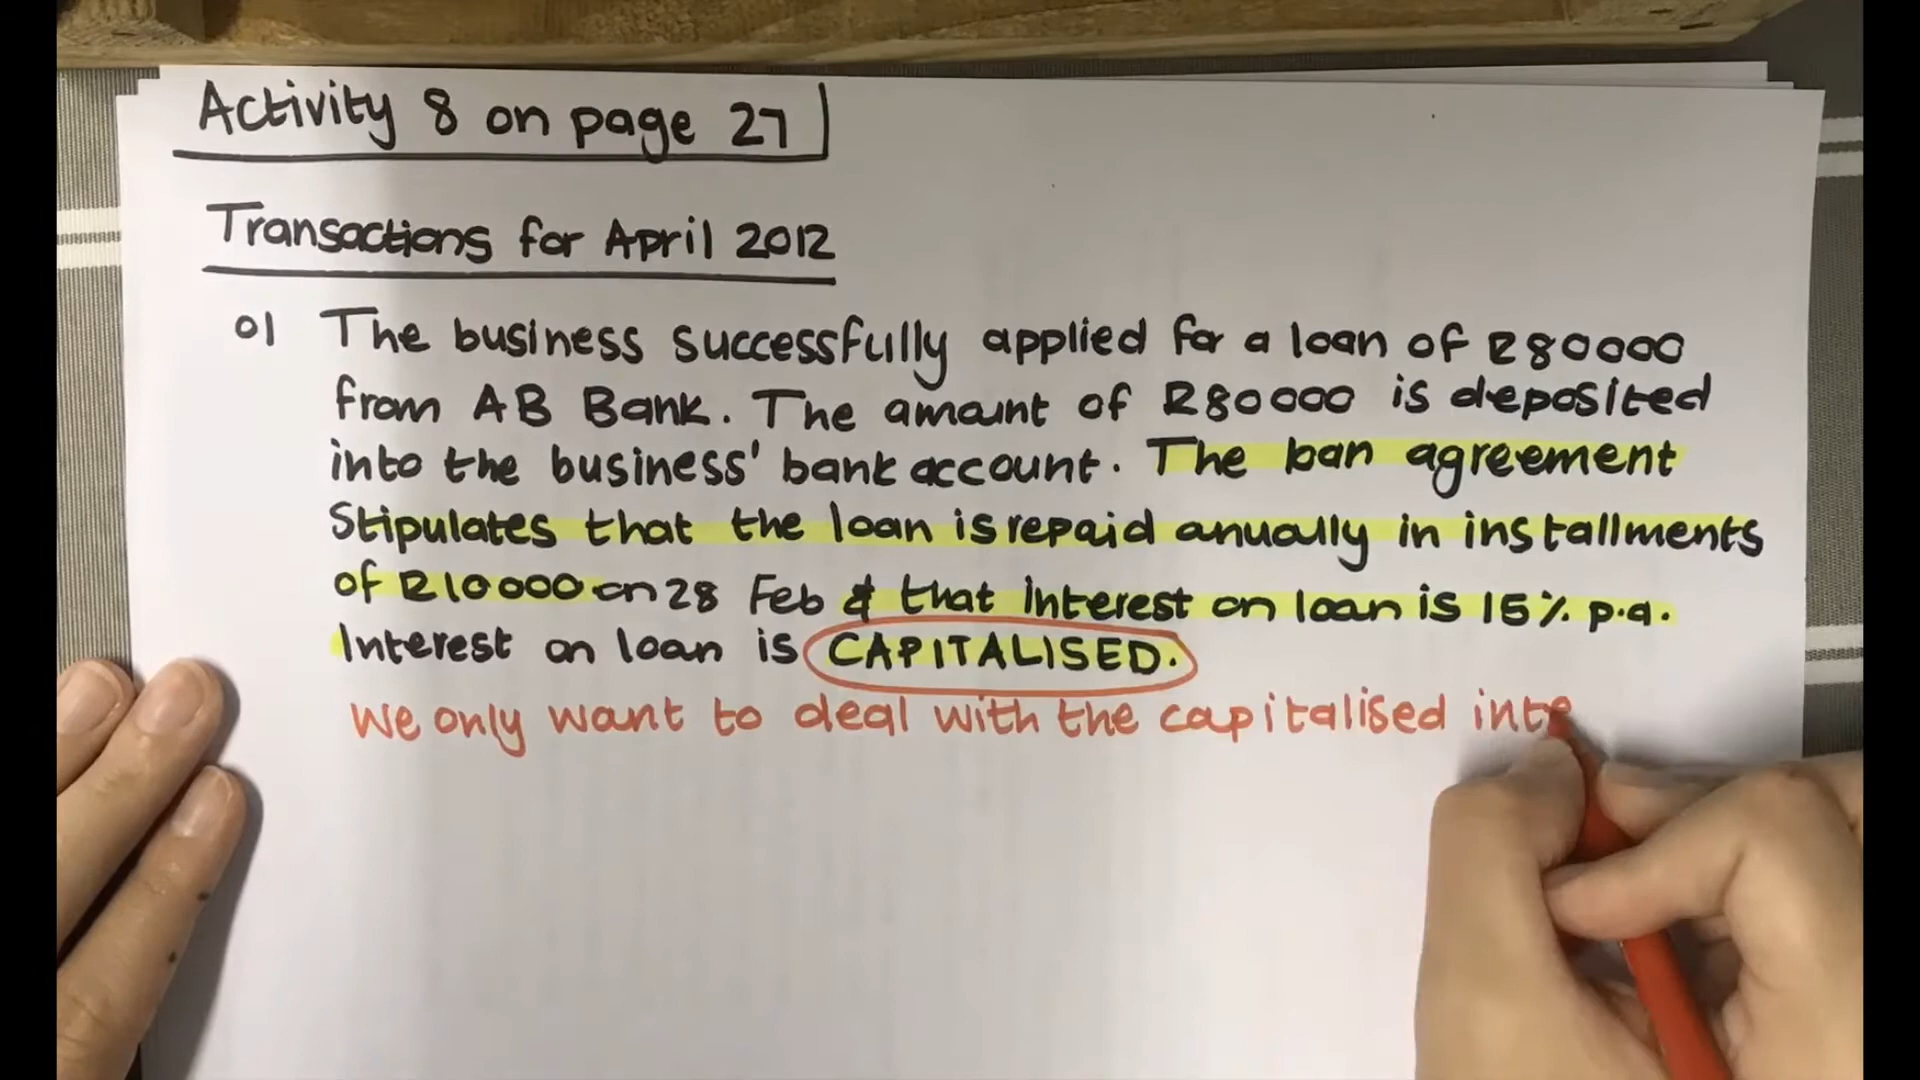 Activity 8 on page 27
Transactions for April 2012
01 The business successfully applied for a loan of R80000
from AB Bank. The amount of R80000 is deposited
into the business' bank account. The loan agreement
stipulates that the loan is repaid anually in installments
of R10000 on 28 Feb & that interest on loan is 15% p.a.
Interest on loan is CAPITALISED.
We only want to deal with the capitalised inte